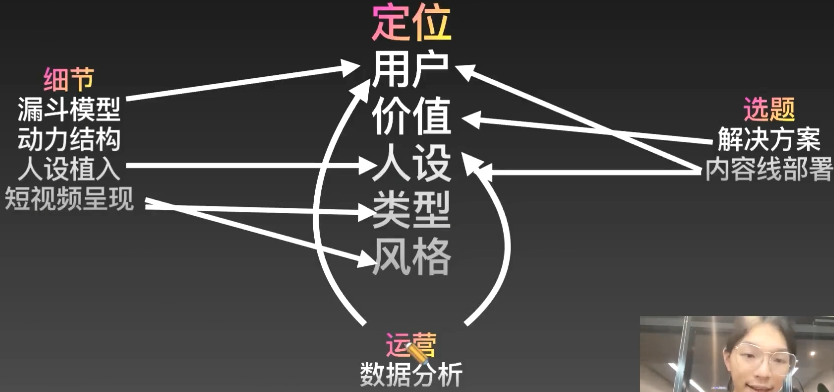 定位
用户
价值
人设
类型
风格
细节
漏斗模型
动力结构
人设植入
短视频呈现
选题
解决方案
内容线部署
运营
数据分析